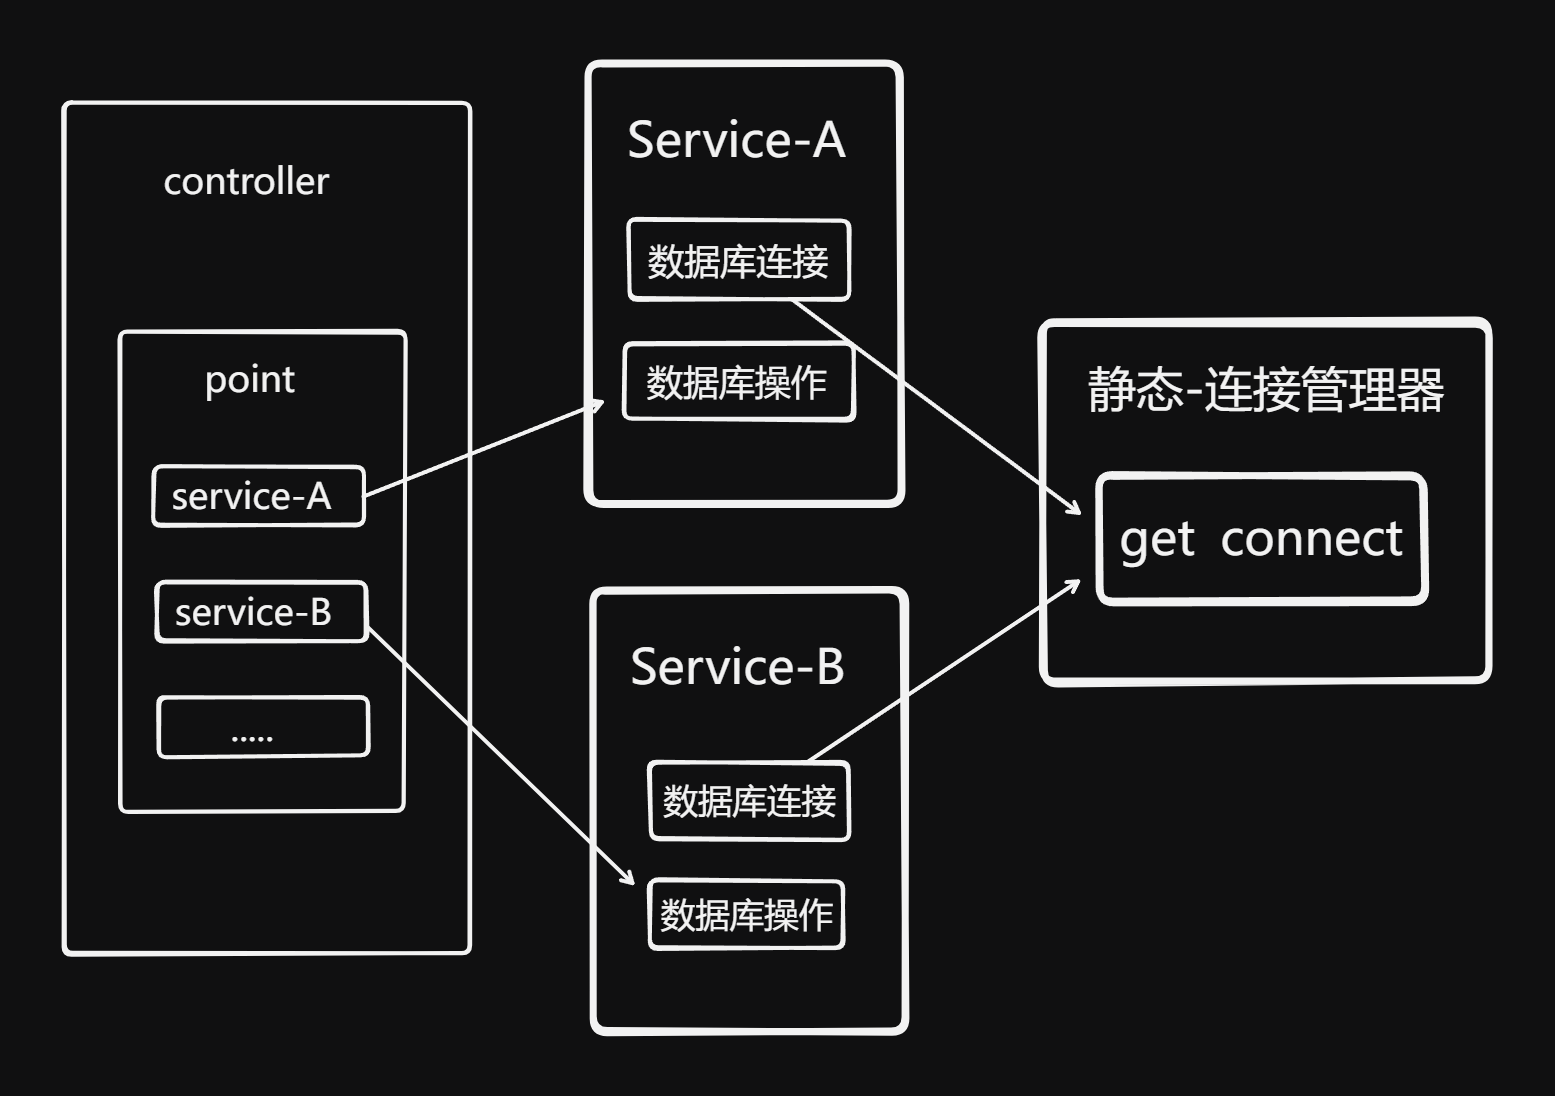 controller
point
service-A
service-B
.....
Service-A
数据库连接
数据库操作
Service-B
数据库连接
数据库操作
静态-连接管理器
get connect